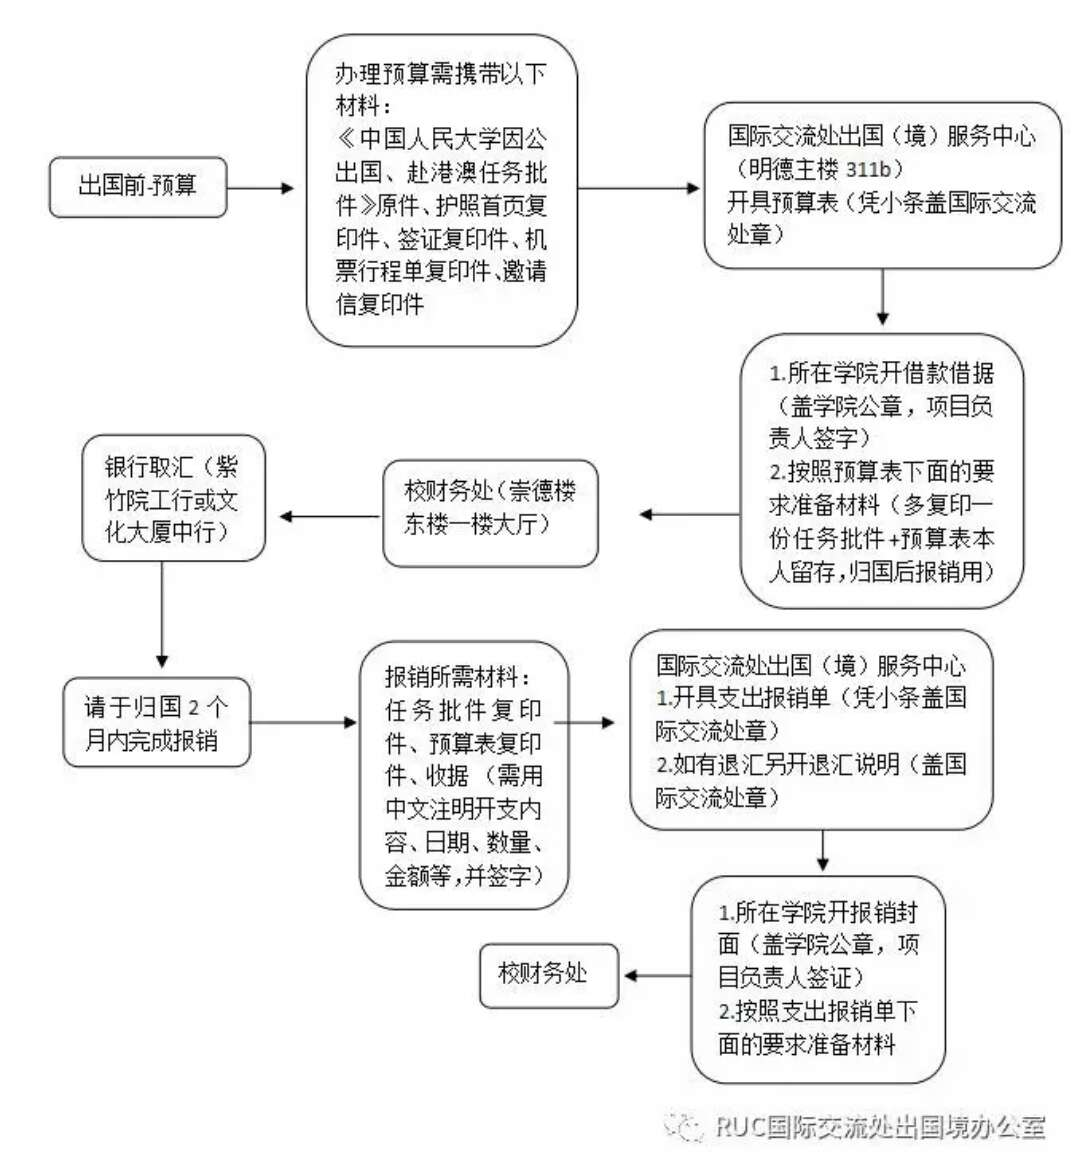 出国前-预算
办理预算需携带以下
材料：
《中国人民大学因公
出国、赴港澳任务批
件》原件、护照首页复
印件、签证复印件、机
票行程单复印件、邀请
信复印件
国际交流处出国（境）服务中心
（明德主楼 311b）
开具预算表（凭小条盖国际交流
处章）
1.所在学院开借款借据
（盖学院公章，项目负
责人签字）
2.按照预算表下面的要
求准备材料（多复印一
份任务批件+预算表本
人留存，归国后报销用）
校财务处（崇德楼
东楼一楼大厅）
银行取汇（紫
竹院工行或文
化大厦中行）
请于归国 2 个
月内完成报销
报销所需材料：
任务批件复印
件、预算表复印
件、收据（需用
中文注明开支内
容、日期、数量、
金额等，并签字）
国际交流处出国（境）服务中心
1.开具支出报销单（凭小条盖国
际交流处章）
2.如有退汇另开退汇说明（盖国
际交流处章）
1.所在学院开报销封
面（盖学院公章，项
目负责人签证）
2.按照支出报销单下
面的要求准备材料
校财务处
RUC国际交流处出国境办公室